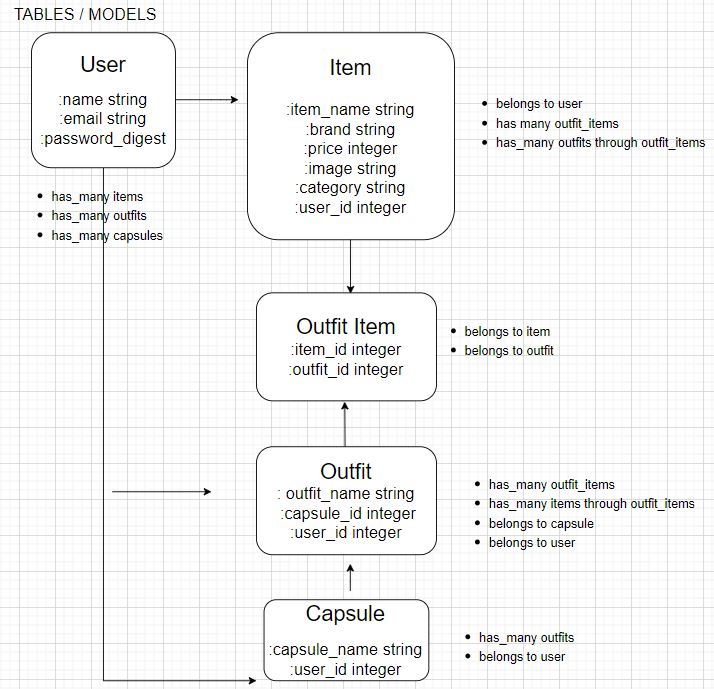 TABLES / MODELS
User
:name string
:email string
:password_digest
has_many items
has_many outfits
has_many capsules
Item
:item_name string
:brand string
:price integer
:image string
:category string
:user_id integer
belongs to user
has many outfit_items
has_many outfits through outfit_items
Outfit Item
:item_id integer
:outfit_id integer
belongs to item
belongs to outfit
Outfit
: outfit_name string
:capsule_id integer
:user_id integer
has_many outfit_items
has_many items through outfit_items
belongs to capsule
belongs to user
Capsule
:capsule_name string
:user_id integer
has_many outfits
belongs to user